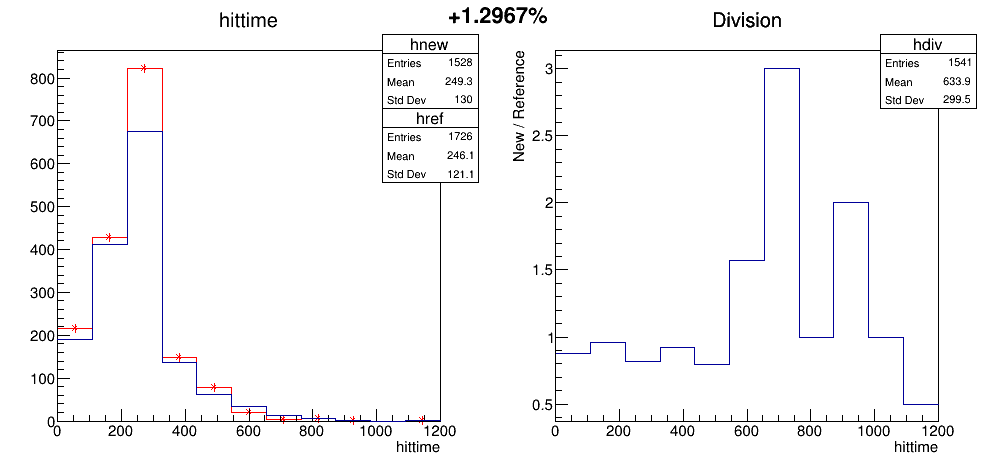 +1.2967%
hittime
hnew
Entries 1528
Mean 249.3
Std Dev 130
href
Entries 1726
Mean 246.1
Std Dev 121.1
800
700
600
500
400
300
200
100
0
0 200 400 600 800 1000 1200
hittime
Division
hdiv
Entries 1541
Mean 633.9
Std Dev 299.5
New / Reference
3
2.5
2
1.5
1
0.5
0 200 400 600 800 1000 1200
hittime